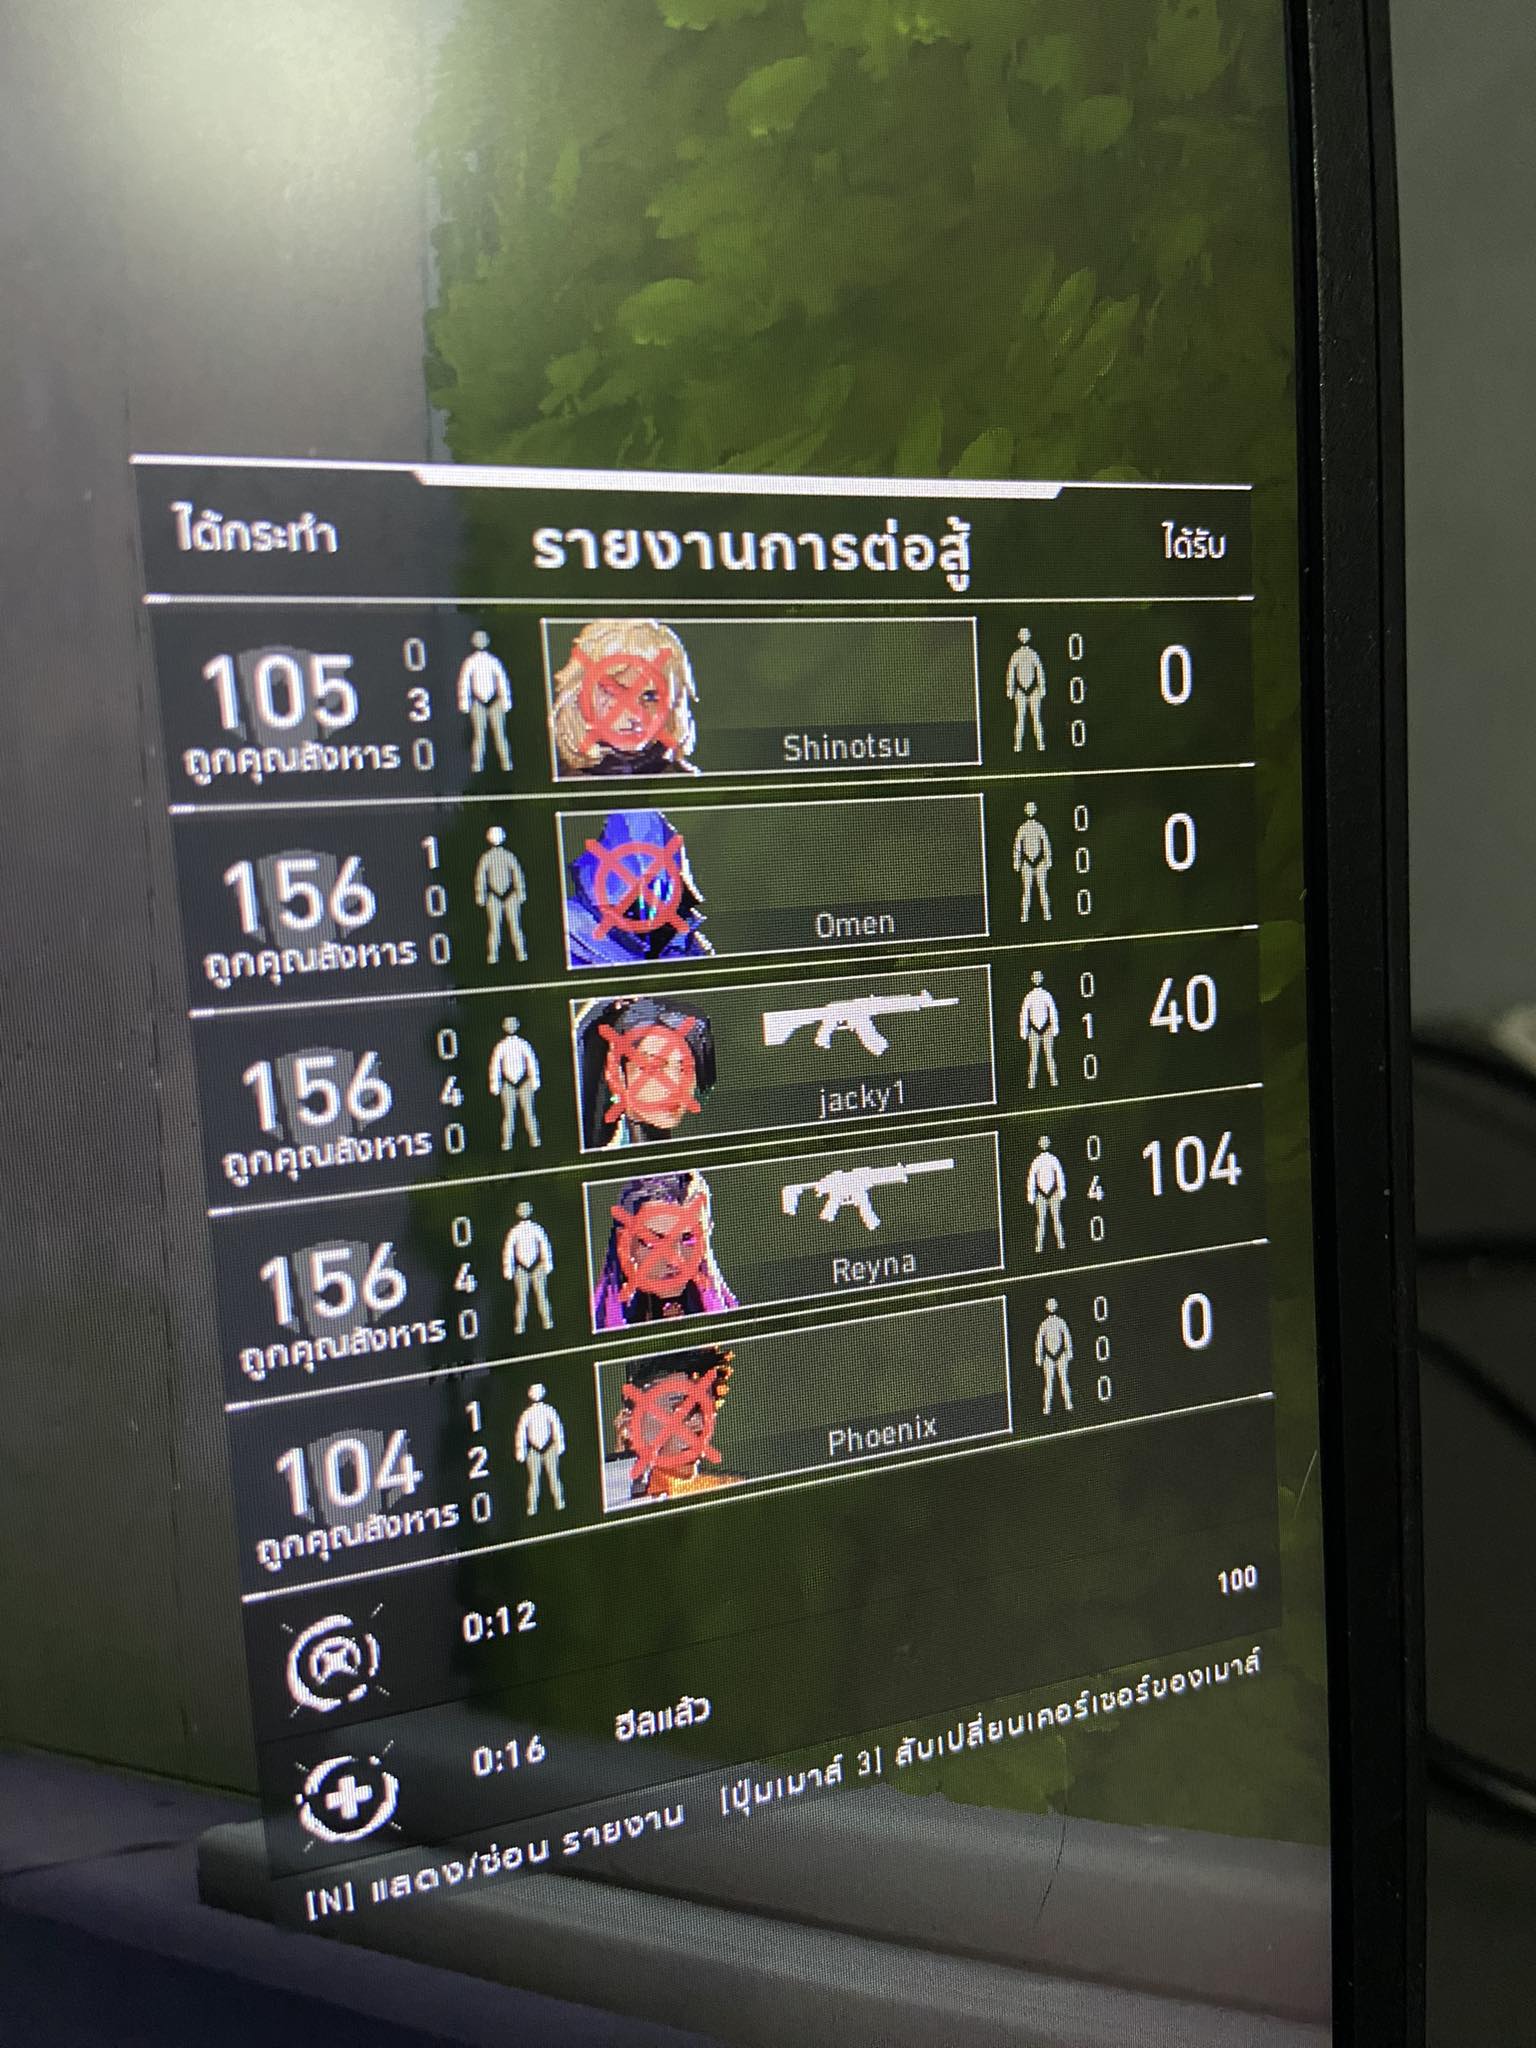 ได้กระทำ รายงานการต่อสู้ ได้รับ
105 0 3 0 ถูกคุณสังหาร Shinotsu 0 0 0 0
156 1 0 0 ถูกคุณสังหาร Omen 0 0 0 0
156 0 4 0 ถูกคุณสังหาร jacky1 0 1 0 40
156 0 4 0 ถูกคุณสังหาร Reyna 0 4 0 104
104 1 2 0 ถูกคุณสังหาร Phoenix 0 0 0 0
0:12 100
0:16 ฮีลแล้ว
[N] แสดง/ซ่อน รายงาน [ปุ่มเมาส์ 3] สับเปลี่ยนเคอร์เซอร์ของเมาส์